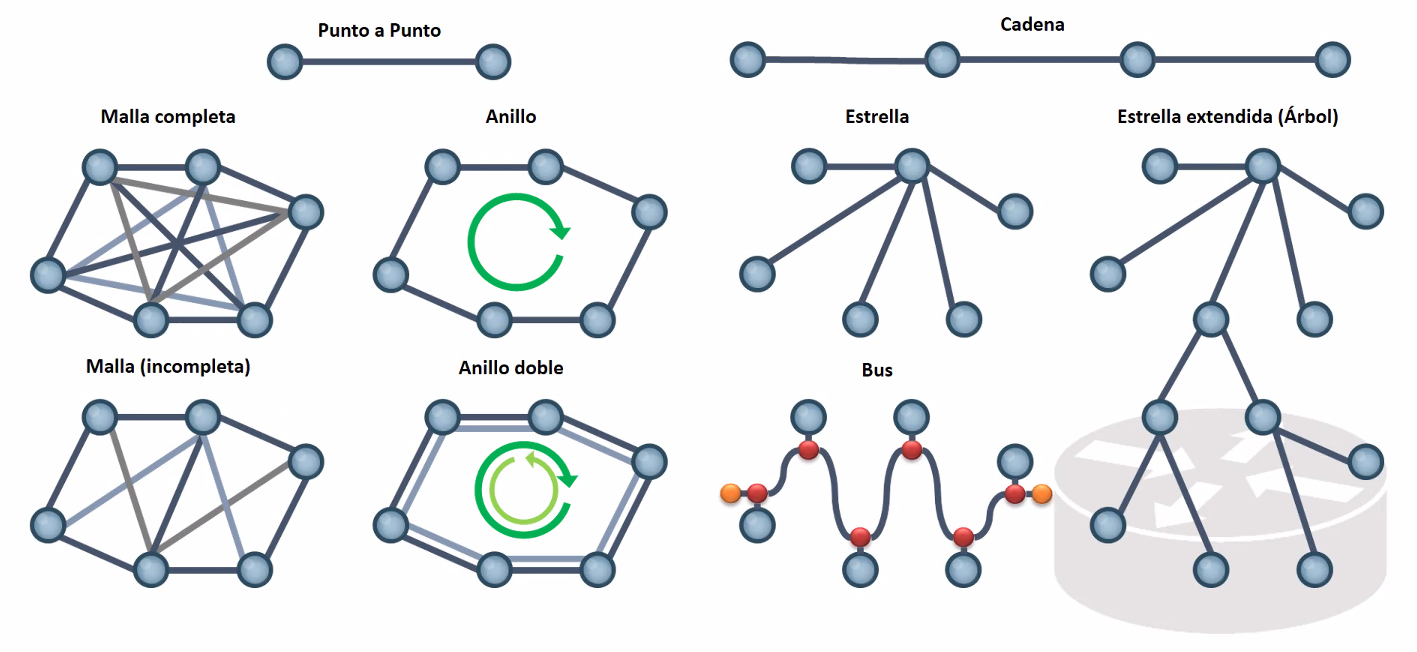 Punto a Punto
Cadena
Malla completa
Anillo
Estrella
Estrella extendida (Árbol)
Malla (incompleta)
Anillo doble
Bus